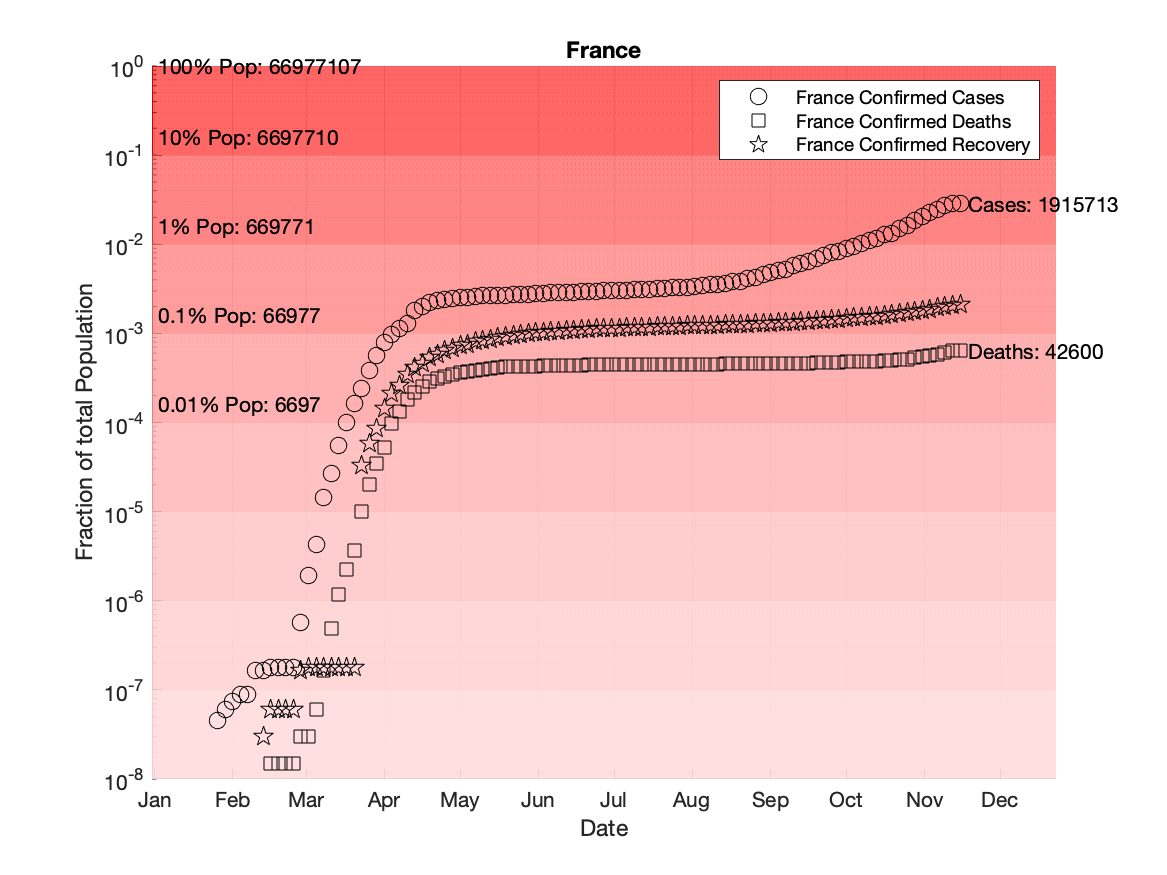 France
10^0
100% Pop: 66977107
France Confirmed Cases
France Confirmed Deaths
France Confirmed Recovery
10% Pop: 6697710
10^-1
Cases: 1915713
1% Pop: 669771
10^-2
0.1% Pop: 66977
10^-3
Deaths: 42600
0.01% Pop: 6697
10^-4
10^-5
10^-6
10^-7
10^-8
Fraction of total Population
Jan Feb Mar Apr May Jun Jul Aug Sep Oct Nov Dec
Date